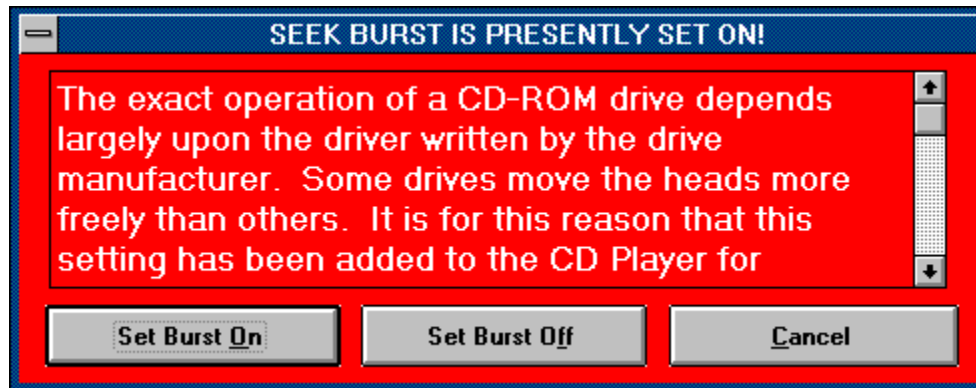 SEEK BURST IS PRESENTLY SET ON!
The exact operation of a CD-ROM drive depends
largely upon the driver written by the drive
manufacturer.  Some drives move the heads more
freely than others.  It is for this reason that this
setting has been added to the CD Player for
Set Burst On
Set Burst Off
Cancel